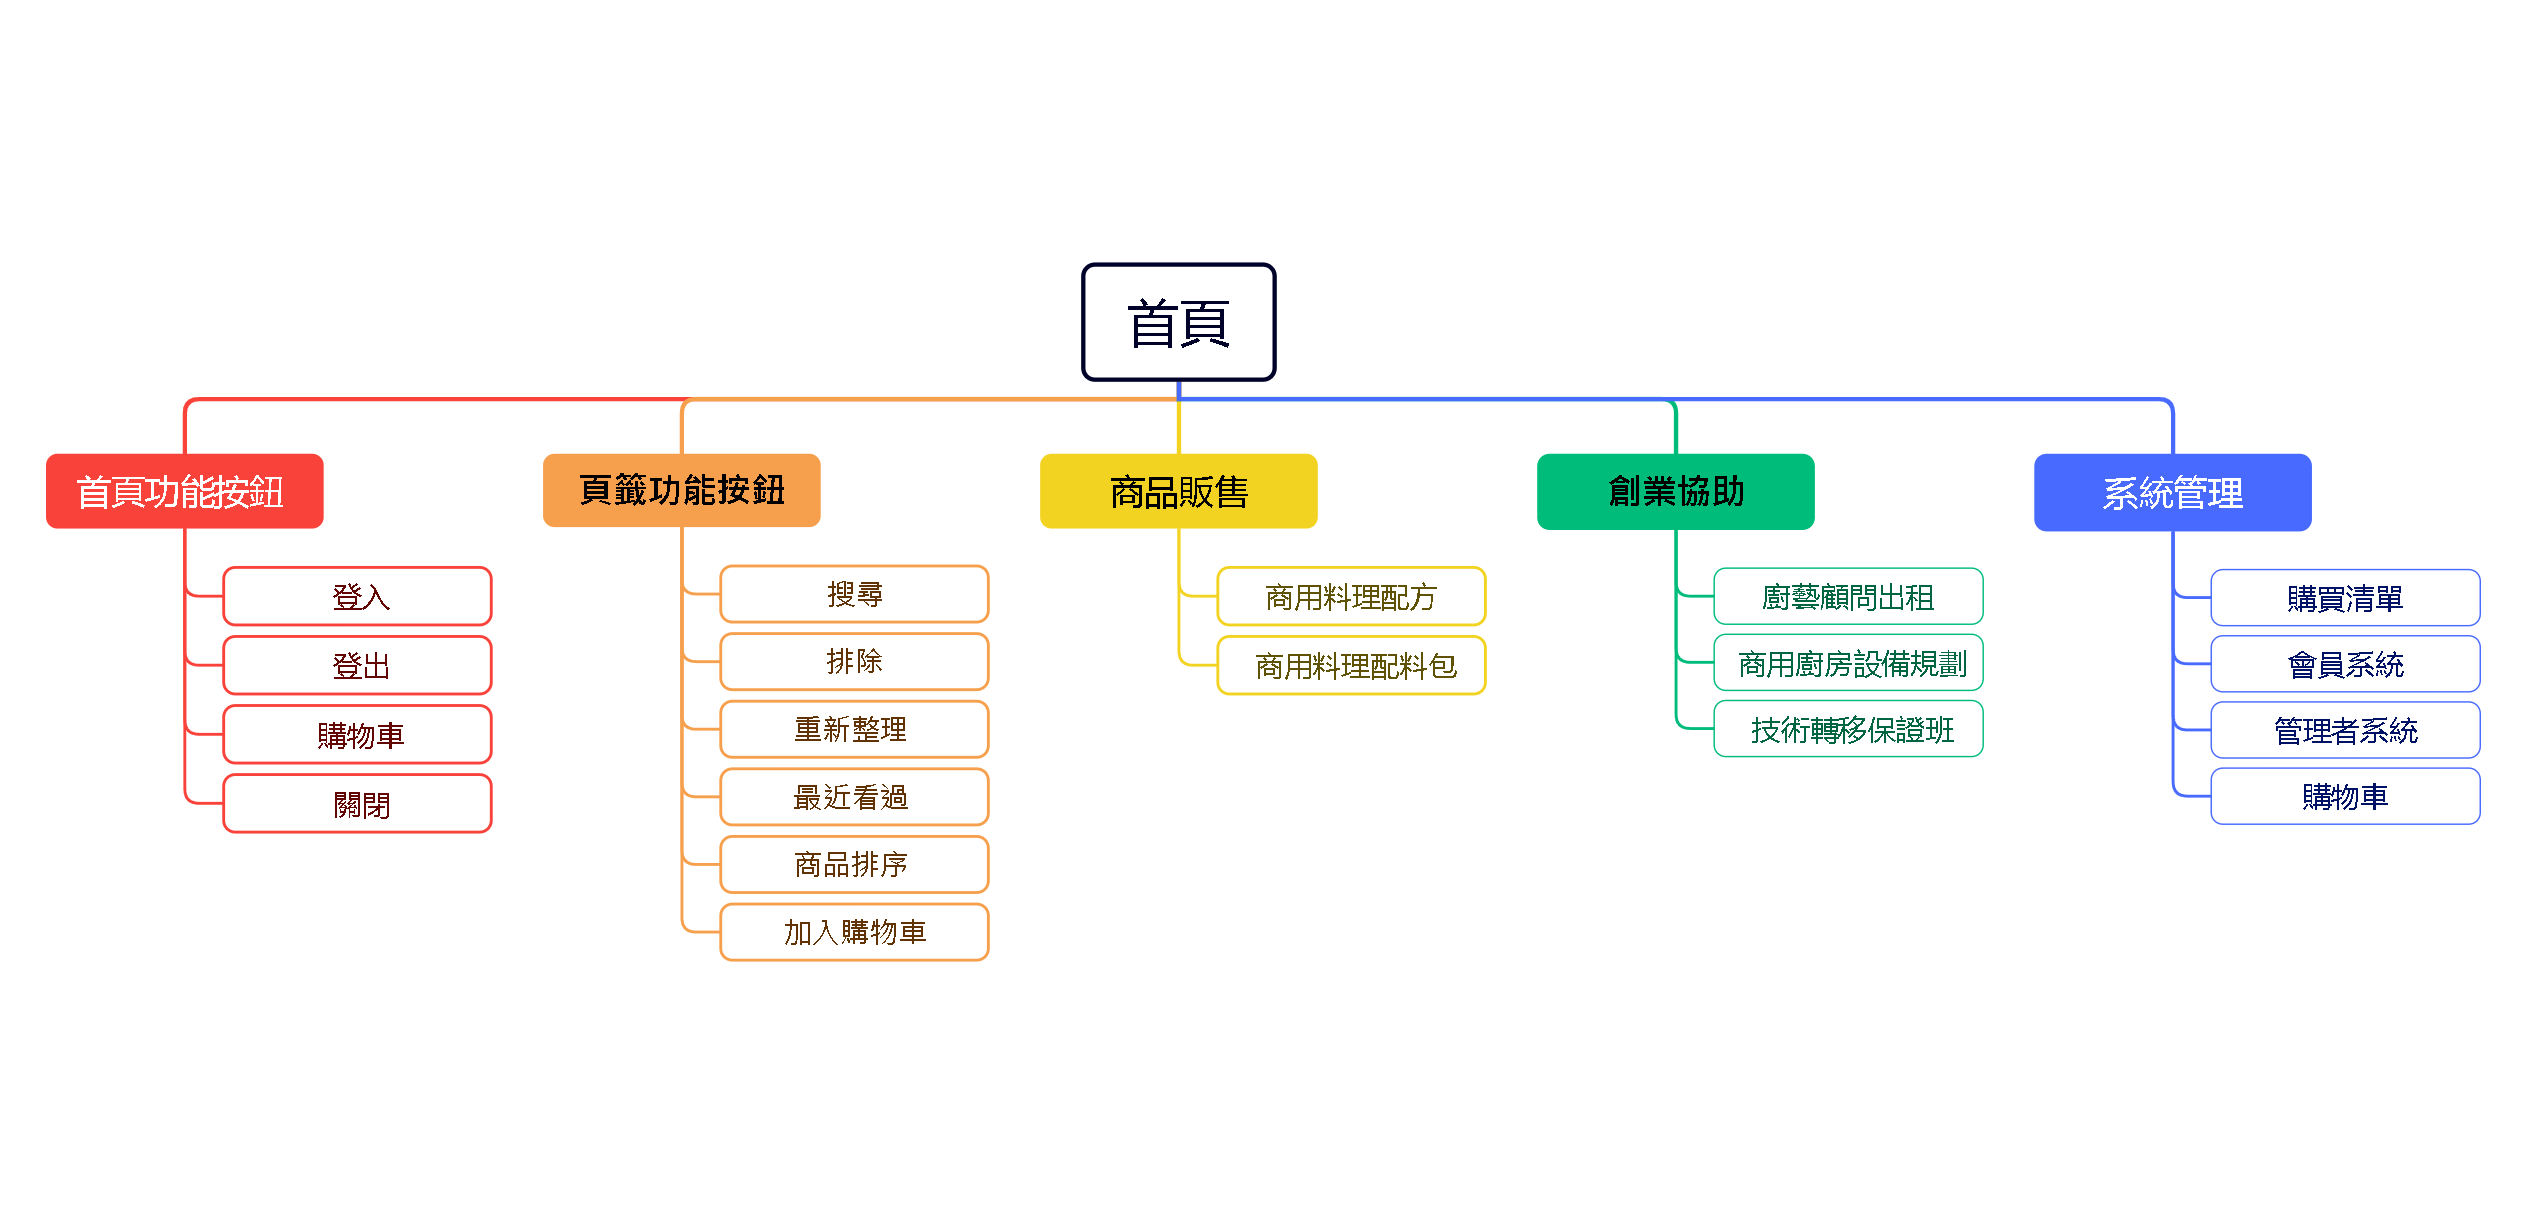 首頁
首頁功能按鈕
登入
登出
購物車
關閉
頁籤功能按鈕
搜尋
排除
重新整理
最近看過
商品排序
加入購物車
商品販售
商用料理配方
商用料理配料包
創業協助
廚藝顧問出租
商用廚房設備規劃
技術轉移保證班
系統管理
購買清單
會員系統
管理者系統
購物車